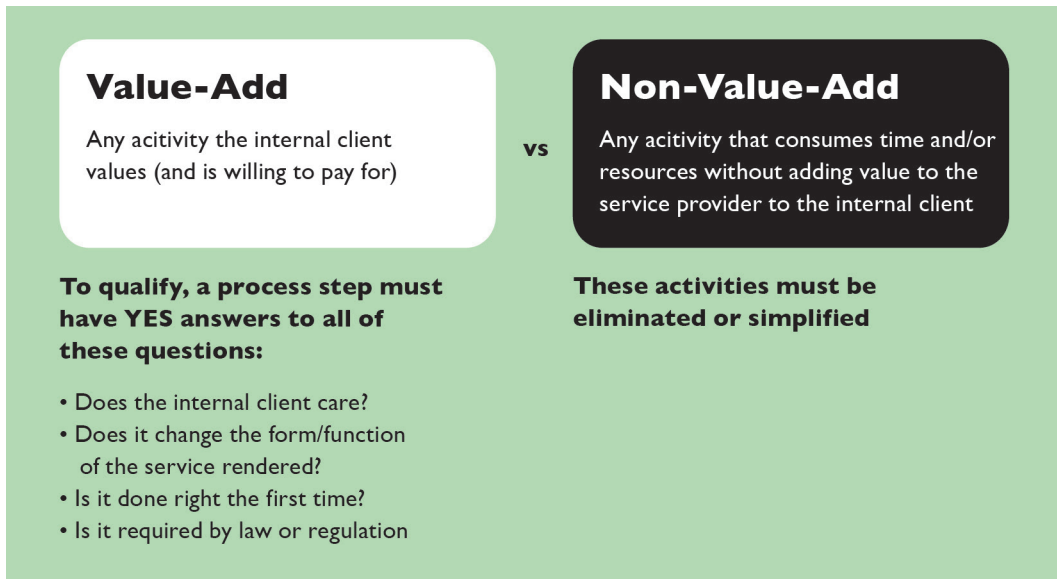 Value-Add
Any acitivity the internal client
values (and is willing to pay for)
vs
Non-Value-Add
Any acitivity that consumes time and/or
resources without adding value to the
service provider to the internal client
To qualify, a process step must
have YES answers to all of
these questions:
• Does the internal client care?
• Does it change the form/function
of the service rendered?
• Is it done right the first time?
• Is it required by law or regulation
These activities must be
eliminated or simplified